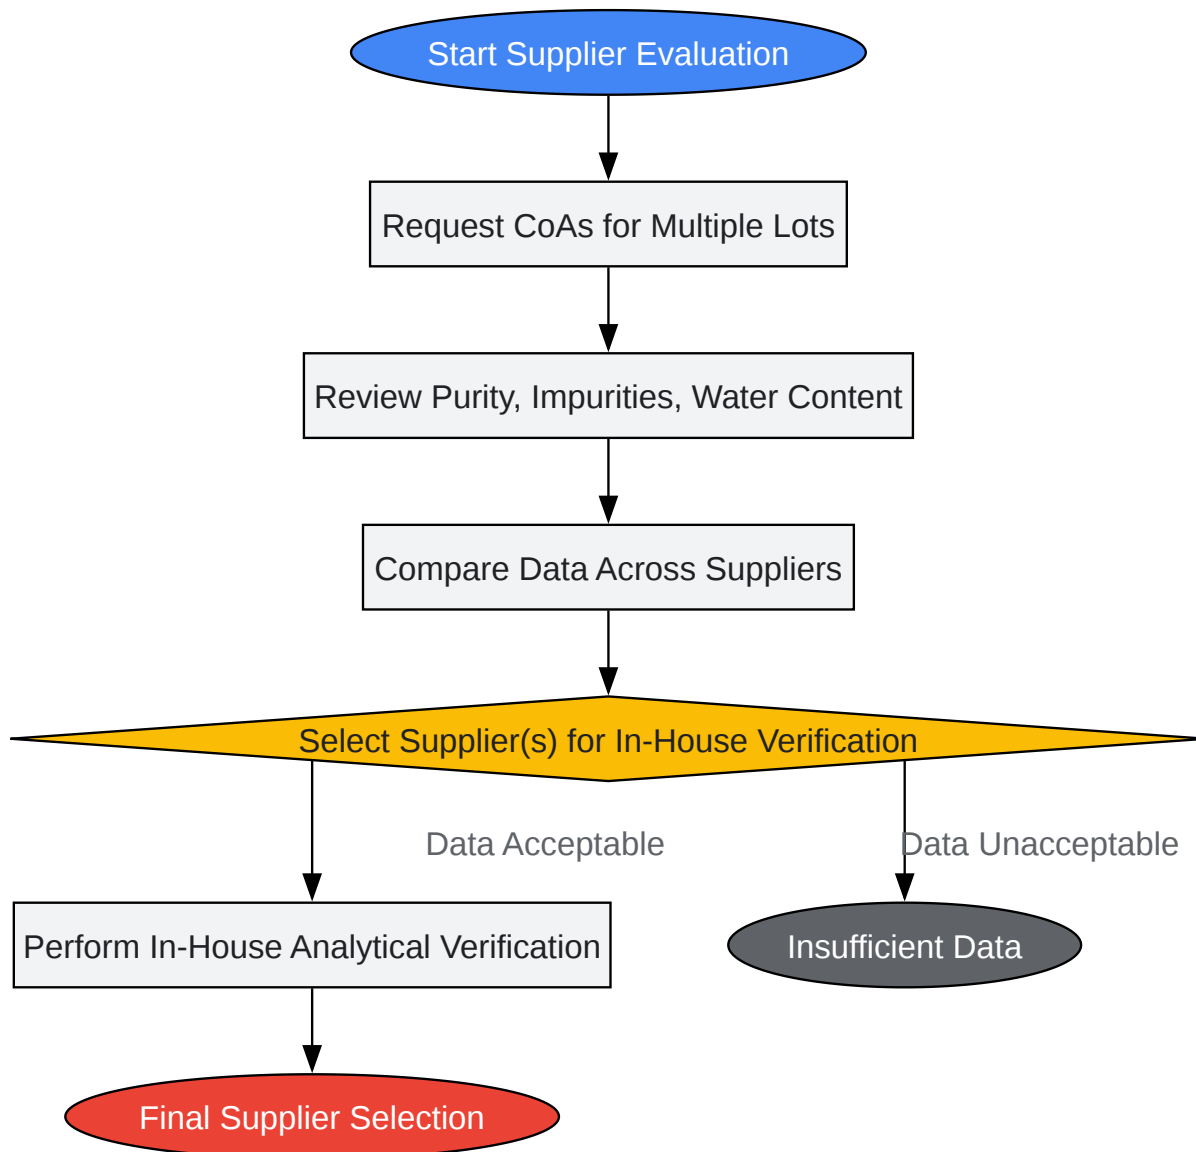 Start Supplier Evaluation
Request CoAs for Multiple Lots
Review Purity, Impurities, Water Content
Compare Data Across Suppliers
Select Supplier(s) for In-House Verification
Data Acceptable
Data Unacceptable
Perform In-House Analytical Verification
Insufficient Data
Final Supplier Selection